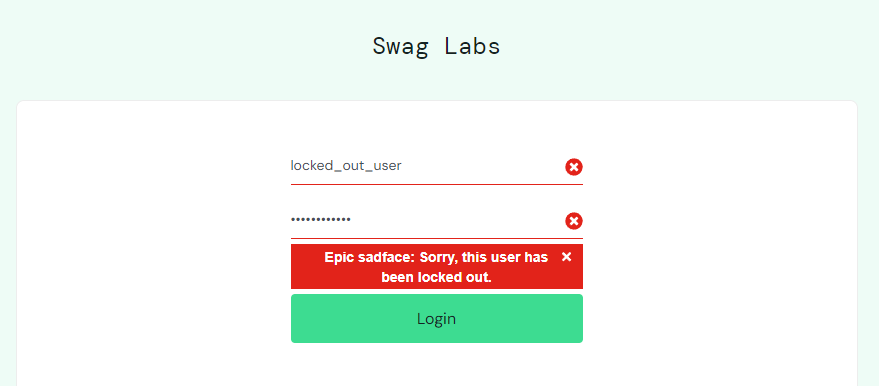 Swag Labs
locked_out_user
••••••••••••
Epic sadface: Sorry, this user has
been locked out.
Login